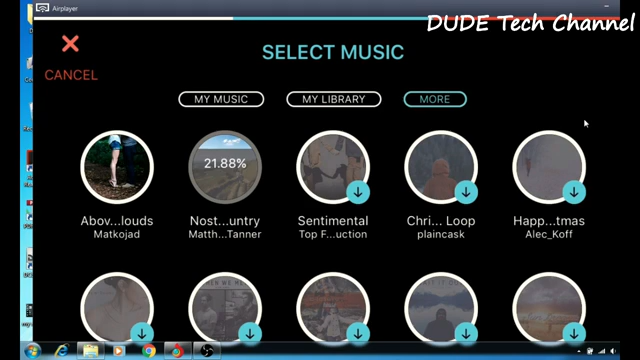 Airplayer
DUDE Tech Channel
SELECT MUSIC
CANCEL
MY MUSIC
MY LIBRARY
MORE
21.88%
Abov...louds
Nost...untry
Sentimental
Chri... Loop
Happ...tmas
Matkojad
Matth...Tanner
Top F...uction
plaincask
Alec_Koff